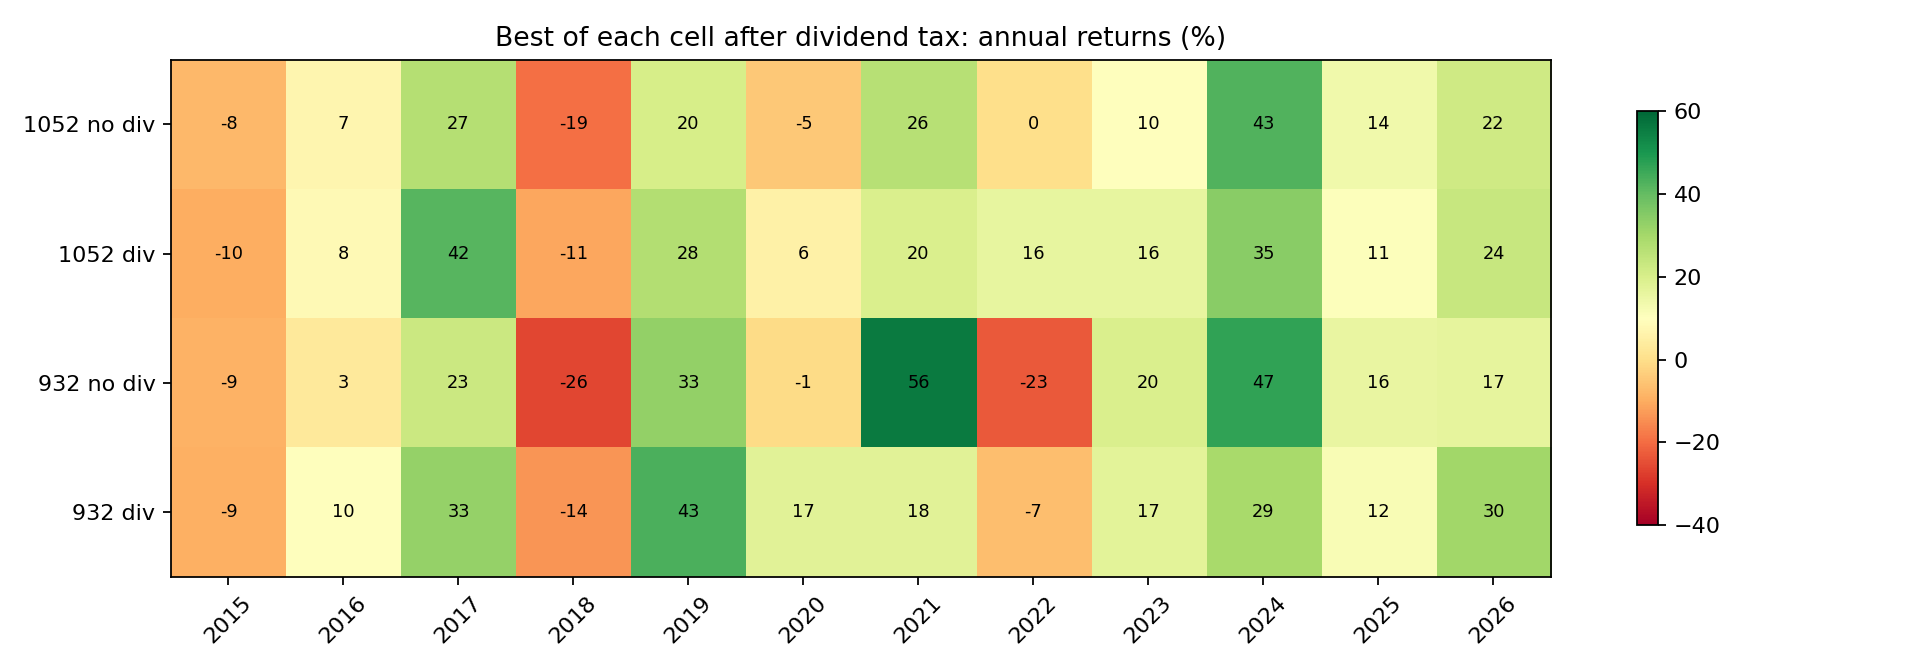 Best of each cell after dividend tax: annual returns (%)
1052 no div -8 7 27 -19 20 -5 26 0 10 43 14 22
1052 div -10 8 42 -11 28 6 20 16 16 35 11 24
932 no div -9 3 23 -26 33 -1 56 -23 20 47 16 17
932 div -9 10 33 -14 43 17 18 -7 17 29 12 30
2015 2016 2017 2018 2019 2020 2021 2022 2023 2024 2025 2026
60
40
20
0
−20
−40